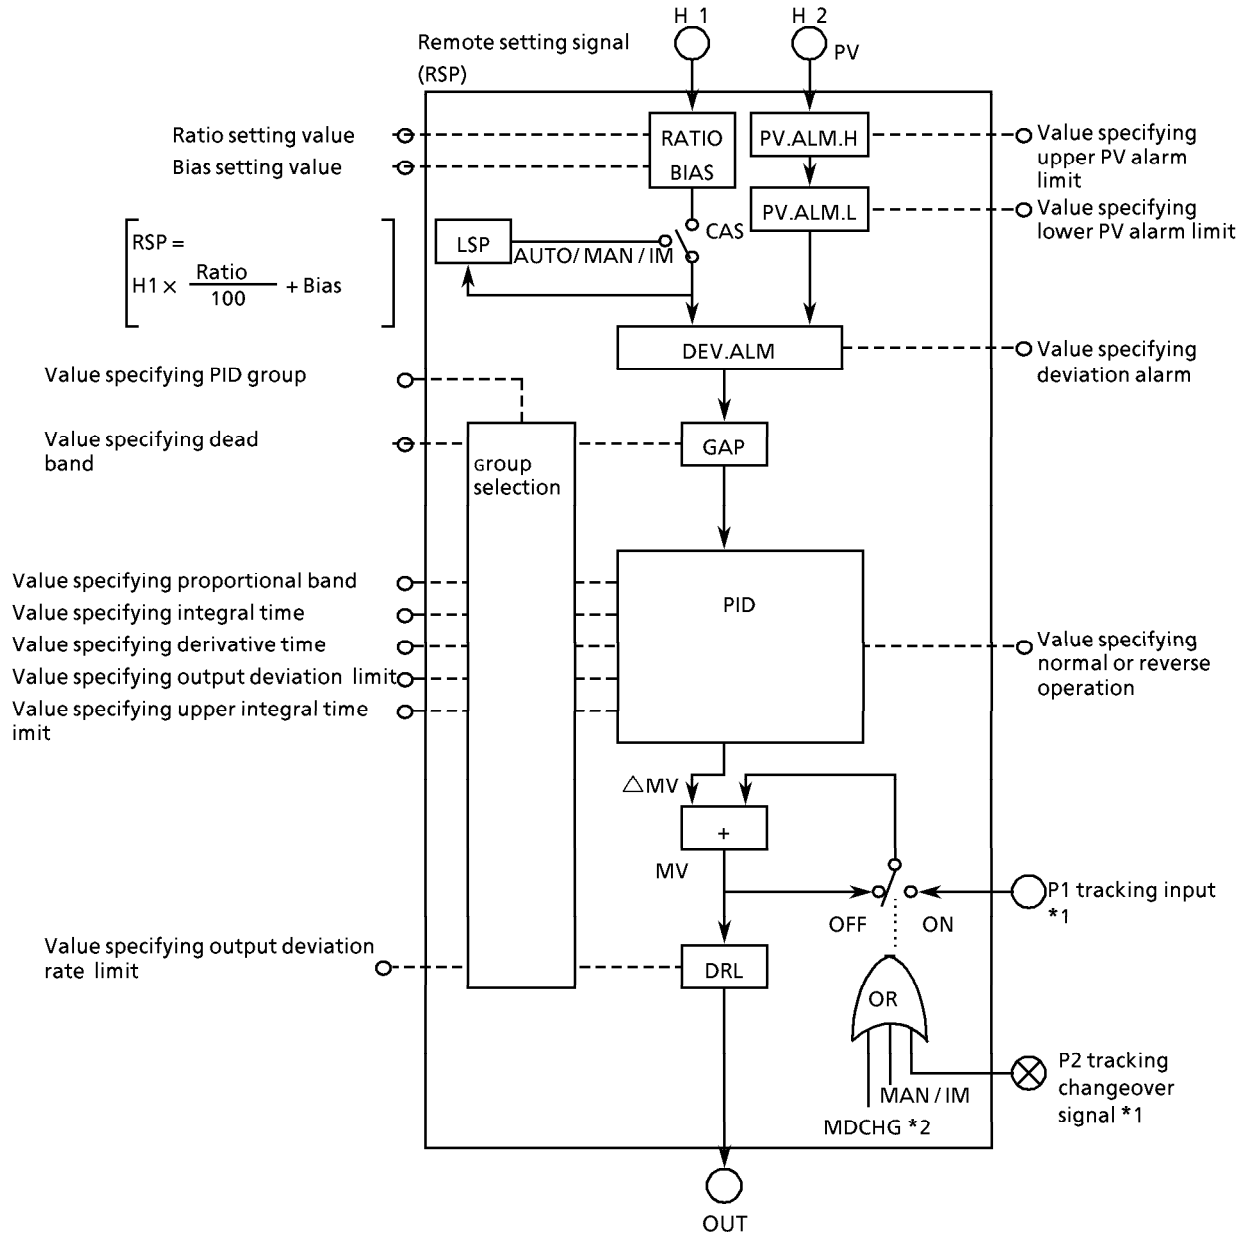 H 1
H 2
Remote setting signal
(RSP)
PV
Ratio setting value
Bias setting value
RATIO
BIAS
PV.ALM.H
Value specifying
upper PV alarm
limit
PV.ALM.L
Value specifying
lower PV alarm limit
RSP =
H1 × Ratio / 100 + Bias
LSP
CAS
AUTO/ MAN / IM
DEV.ALM
Value specifying
deviation alarm
Value specifying PID group
Value specifying dead
band
GAP
Group
selection
Value specifying proportional band
Value specifying integral time
Value specifying derivative time
Value specifying output deviation limit
Value specifying upper integral time
imit
PID
Value specifying
normal or reverse
operation
△MV
+
MV
OFF
ON
P1 tracking input
*1
Value specifying output deviation
rate limit
DRL
OR
MAN / IM
MDCHG *2
P2 tracking
changeover
signal *1
OUT